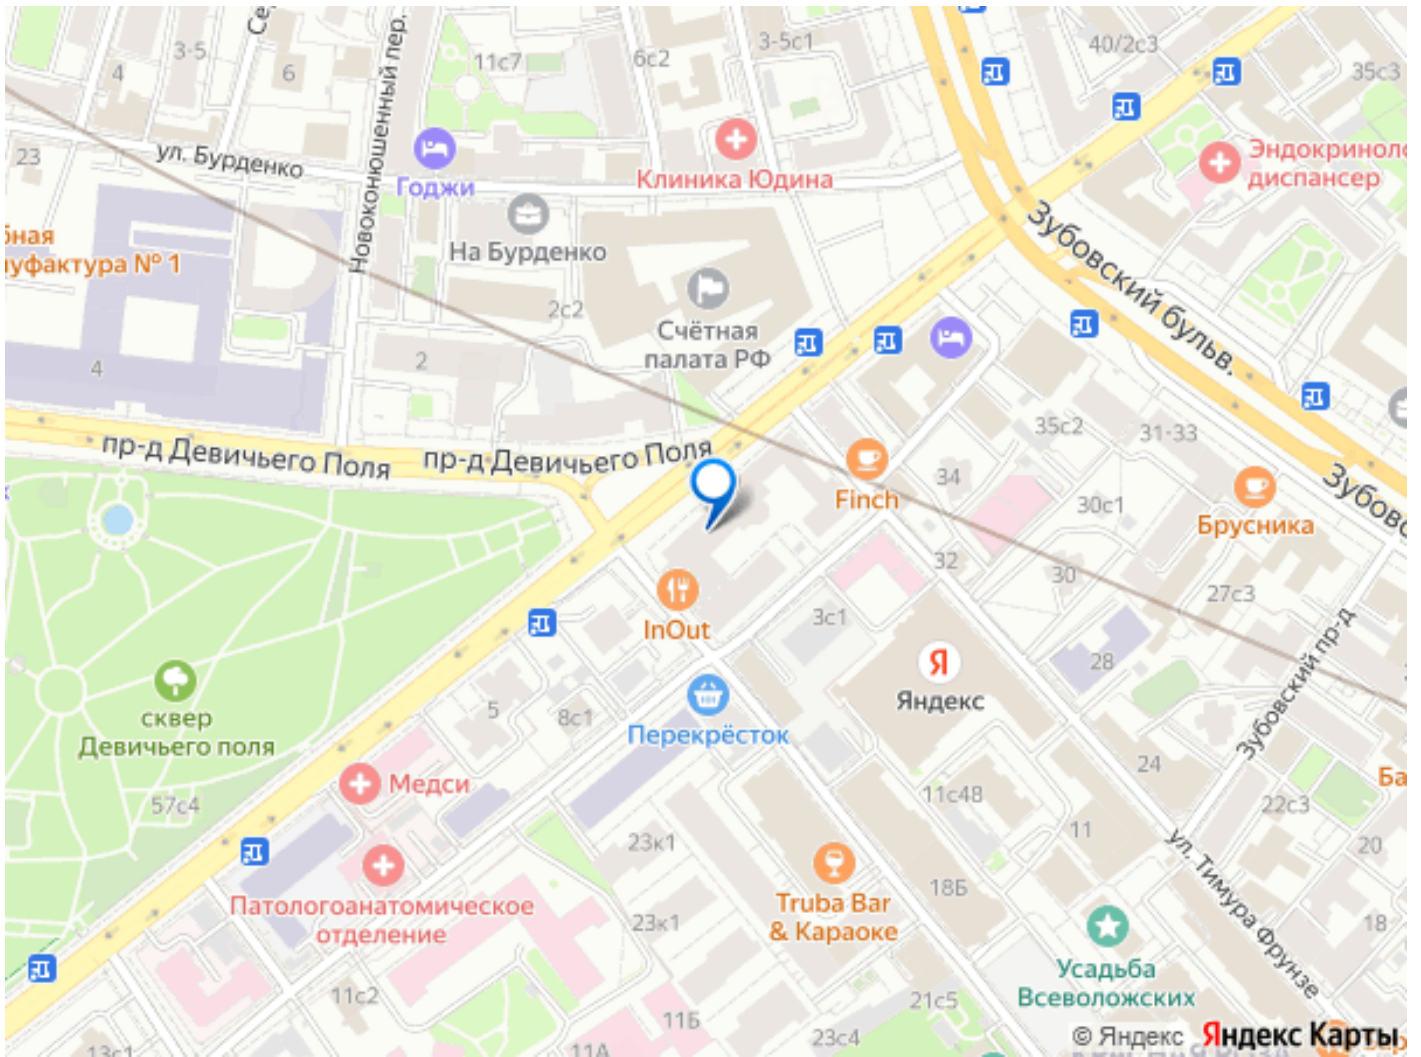 3-5
4
6
11с7
6с2
3-5с1
40/2с3
35с3
Новоконюшенный пер.
23
ул. Бурденко
Годжи
Клиника Юдина
диспансер
На Бурденко
уфактура № 1
2с2
Счётная
палата РФ
Зубовский бульв.
4
2
35с2
31-33
пр-д Девичьего Поля
пр-д Девичьего Поля
34
Finch
30с1
Брусника
32
30
27с3
InOut
3с1
28
Яндекс
Зубовский пр-д
сквер
Девичьего поля
5
8с1
Перекрёсток
Медси
57с4
24
11с48
22с3
11
20
23к1
ул. Тимура Фрунзе
18Б
Truba Bar
& Караоке
Патологоанатомическое
отделение
23к1
18
Усадьба
Всеволожских
11с2
21с5
11Б
23с4
13с1
11А
© Яндекс Яндекс Карты